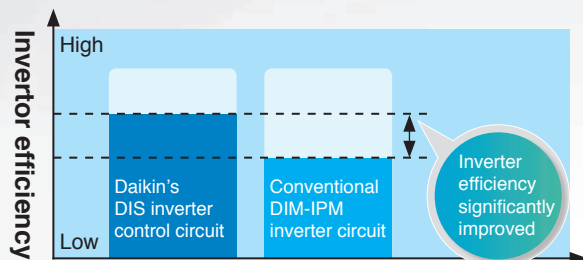 Invertor efficiency
High
Low
Daikin's
DIS inverter
control circuit
Conventional
DIM-IPM
inverter circuit
Inverter
efficiency
significantly
improved